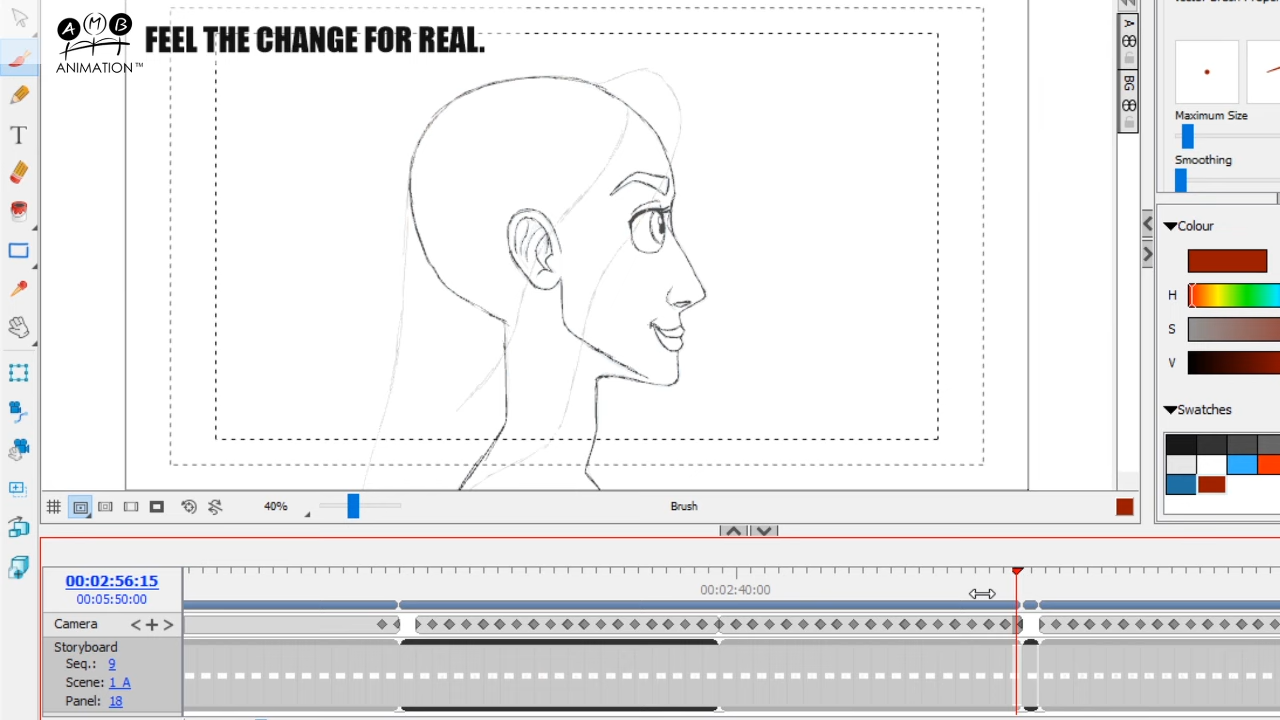 AMB
ANIMATION™
FEEL THE CHANGE FOR REAL.
T
A
BG
Maximum Size
Smoothing
Colour
H
S
V
Swatches
40%
Brush
00:02:56:15
00:05:50:00
00:02:40:00
Camera
Storyboard
Seq.: 9
Scene: 1 A
Panel: 18